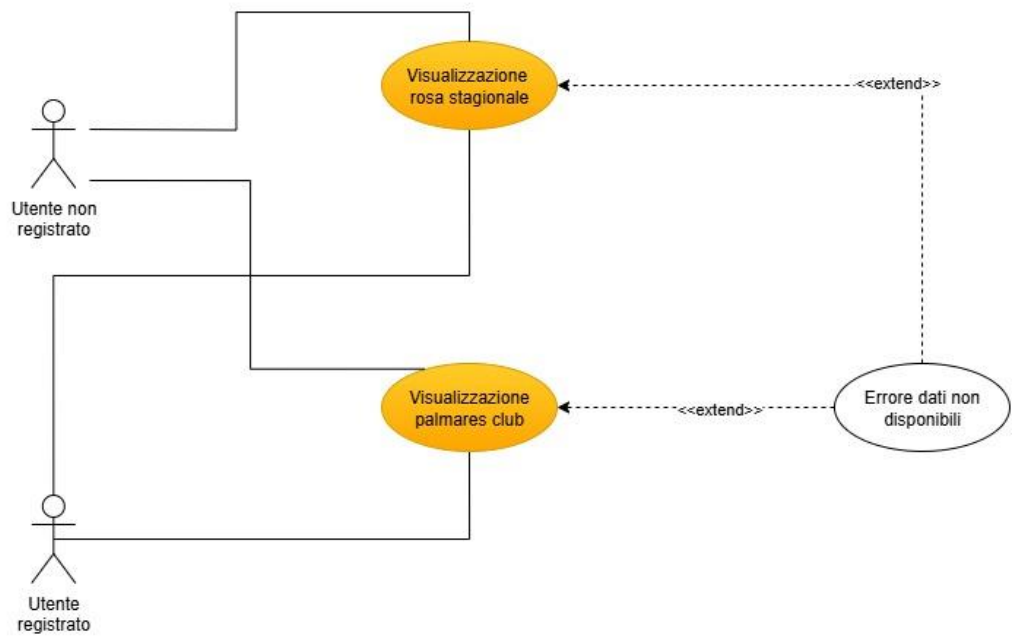 Visualizzazione
rosa stagionale
<<extend>>
Utente non
registrato
Visualizzazione
palmares club
<<extend>>
Errore dati non
disponibili
Utente
registrato